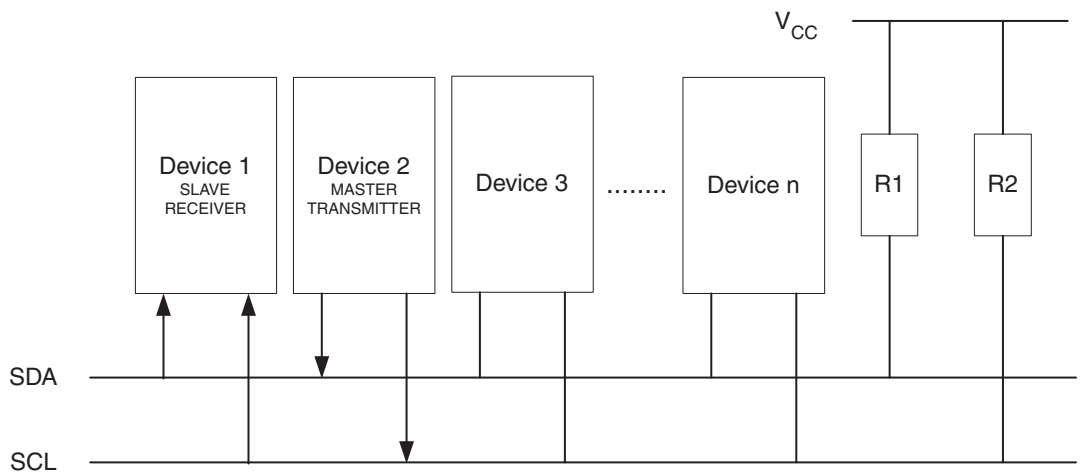 VCC
Device 1
SLAVE
RECEIVER
Device 2
MASTER
TRANSMITTER
Device 3
........
Device n
R1
R2
SDA
SCL